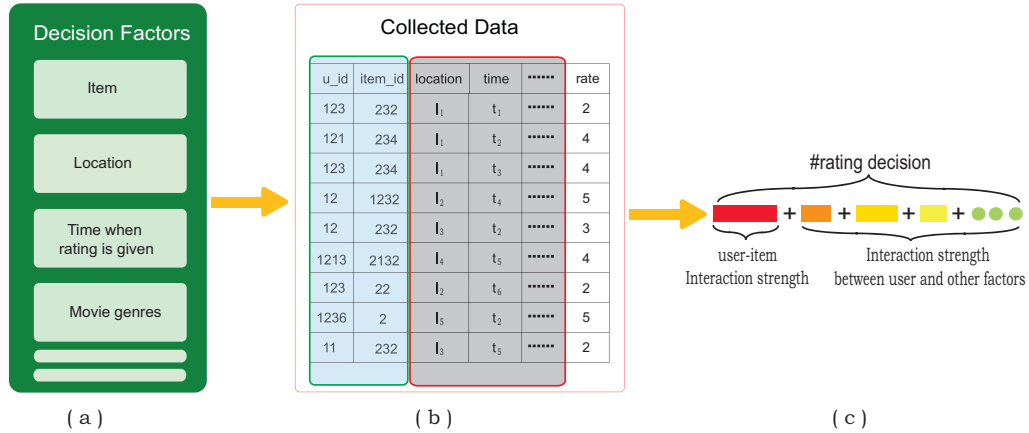 Decision Factors
Item
Location
Time when
rating is given
Movie genres
( a )
Collected Data
u_id item_id location time ······ rate
123 232 l₁ t₁ ······ 2
121 234 l₁ t₂ ······ 4
123 234 l₁ t₃ ······ 4
12 1232 l₂ t₄ ······ 5
12 232 l₃ t₂ ······ 3
1213 2132 l₄ t₅ ······ 4
123 22 l₂ t₆ ······ 2
1236 2 l₅ t₂ ······ 5
11 232 l₃ t₅ ······ 2
( b )
#rating decision
+ + + +
user-item
Interaction strength
Interaction strength
between user and other factors
( c )